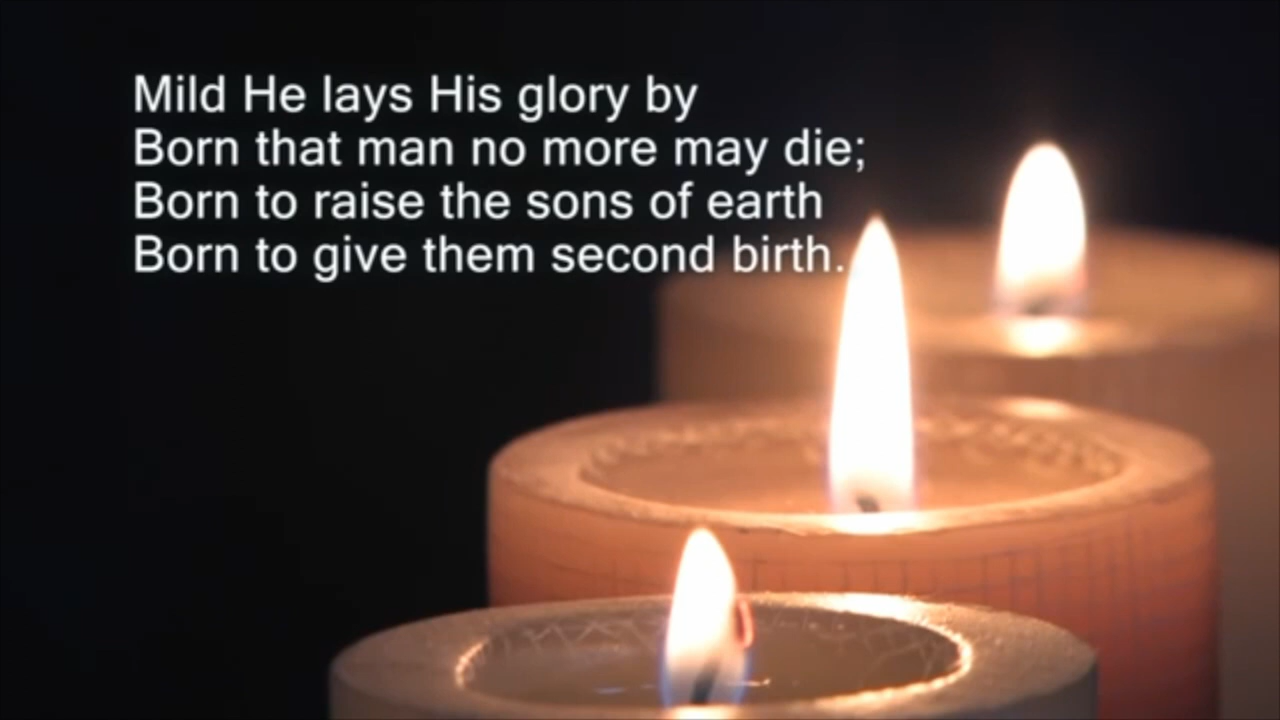 Mild He lays His glory by
Born that man no more may die;
Born to raise the sons of earth
Born to give them second birth.